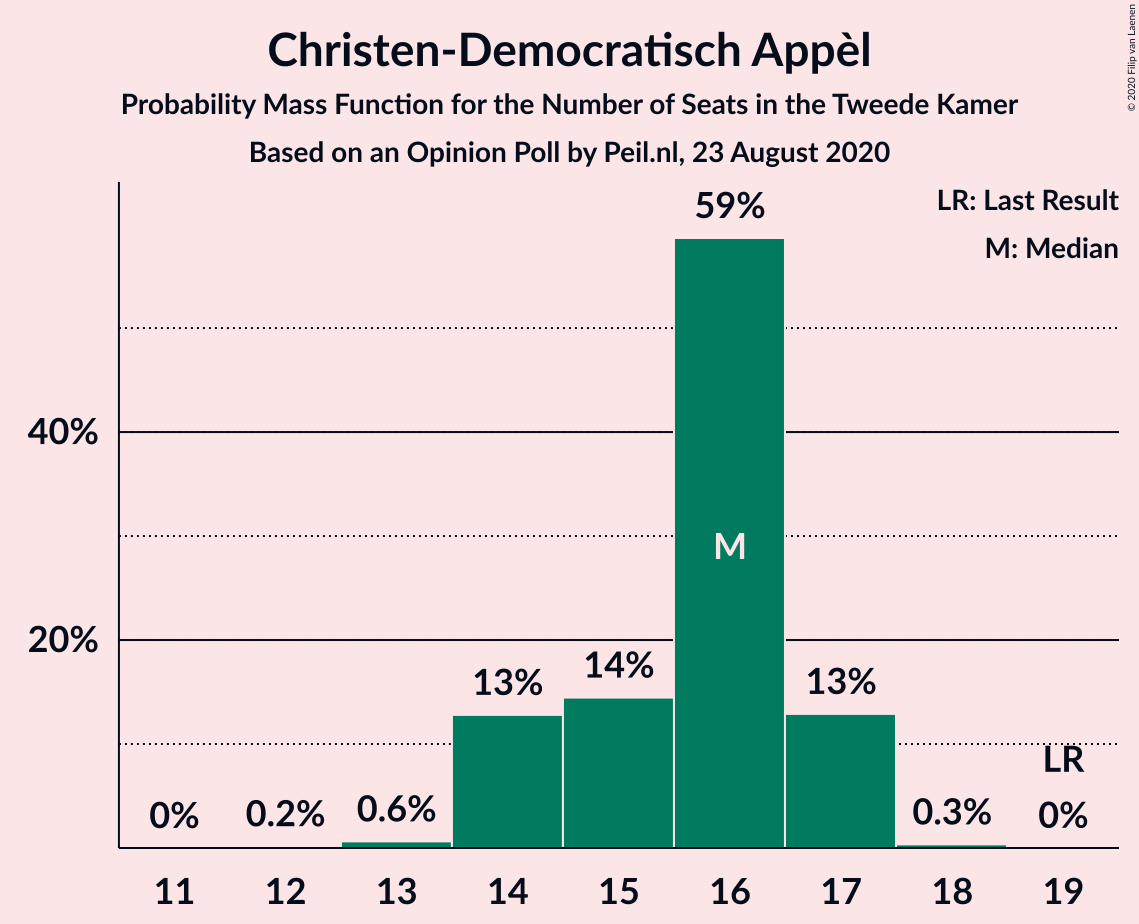 © 2020 Filip van Laenen
Christen-Democratisch Appèl
Probability Mass Function for the Number of Seats in the Tweede Kamer
Based on an Opinion Poll by Peil.nl, 23 August 2020
LR: Last Result
M: Median
59%
40%
M
20%
13%
14%
13%
LR
0%
0.2%
0.6%
0.3%
0%
11 12 13 14 15 16 17 18 19